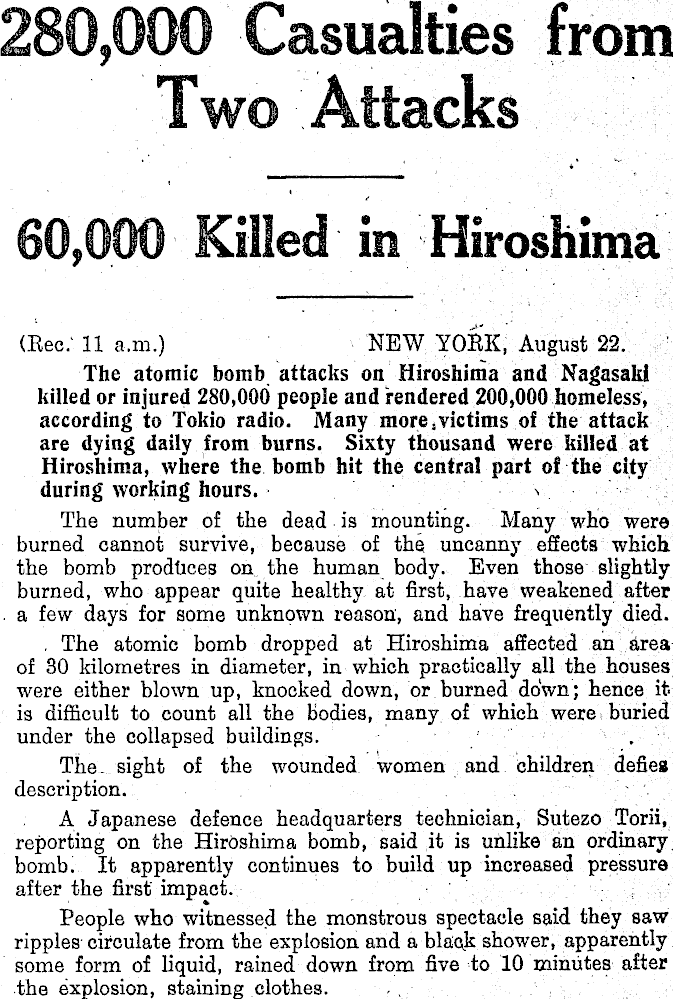 280,000 Casualties from
Two Attacks
60,000 Killed in Hiroshima
(Rec. 11 a.m.) NEW YORK, August 22.
The atomic bomb attacks on Hiroshima and Nagasaki
killed or injured 280,000 people and rendered 200,000 homeless,
according to Tokio radio. Many more victims of the attack
are dying daily from burns. Sixty thousand were killed at
Hiroshima, where the bomb hit the central part of the city
during working hours.
The number of the dead is mounting. Many who were
burned cannot survive, because of the uncanny effects which
the bomb produces on the human body. Even those slightly
burned, who appear quite healthy at first, have weakened after
a few days for some unknown reason, and have frequently died.
The atomic bomb dropped at Hiroshima affected an area
of 30 kilometres in diameter, in which practically all the houses
were either blown up, knocked down, or burned down; hence it
is difficult to count all the bodies, many of which were buried
under the collapsed buildings.
The sight of the wounded women and children defies
description.
A Japanese defence headquarters technician, Sutezo Torii,
reporting on the Hiroshima bomb, said it is unlike an ordinary
bomb. It apparently continues to build up increased pressure
after the first impact.
People who witnessed the monstrous spectacle said they saw
ripples circulate from the explosion and a black shower, apparently
some form of liquid, rained down from five to 10 minutes after
the explosion, staining clothes.